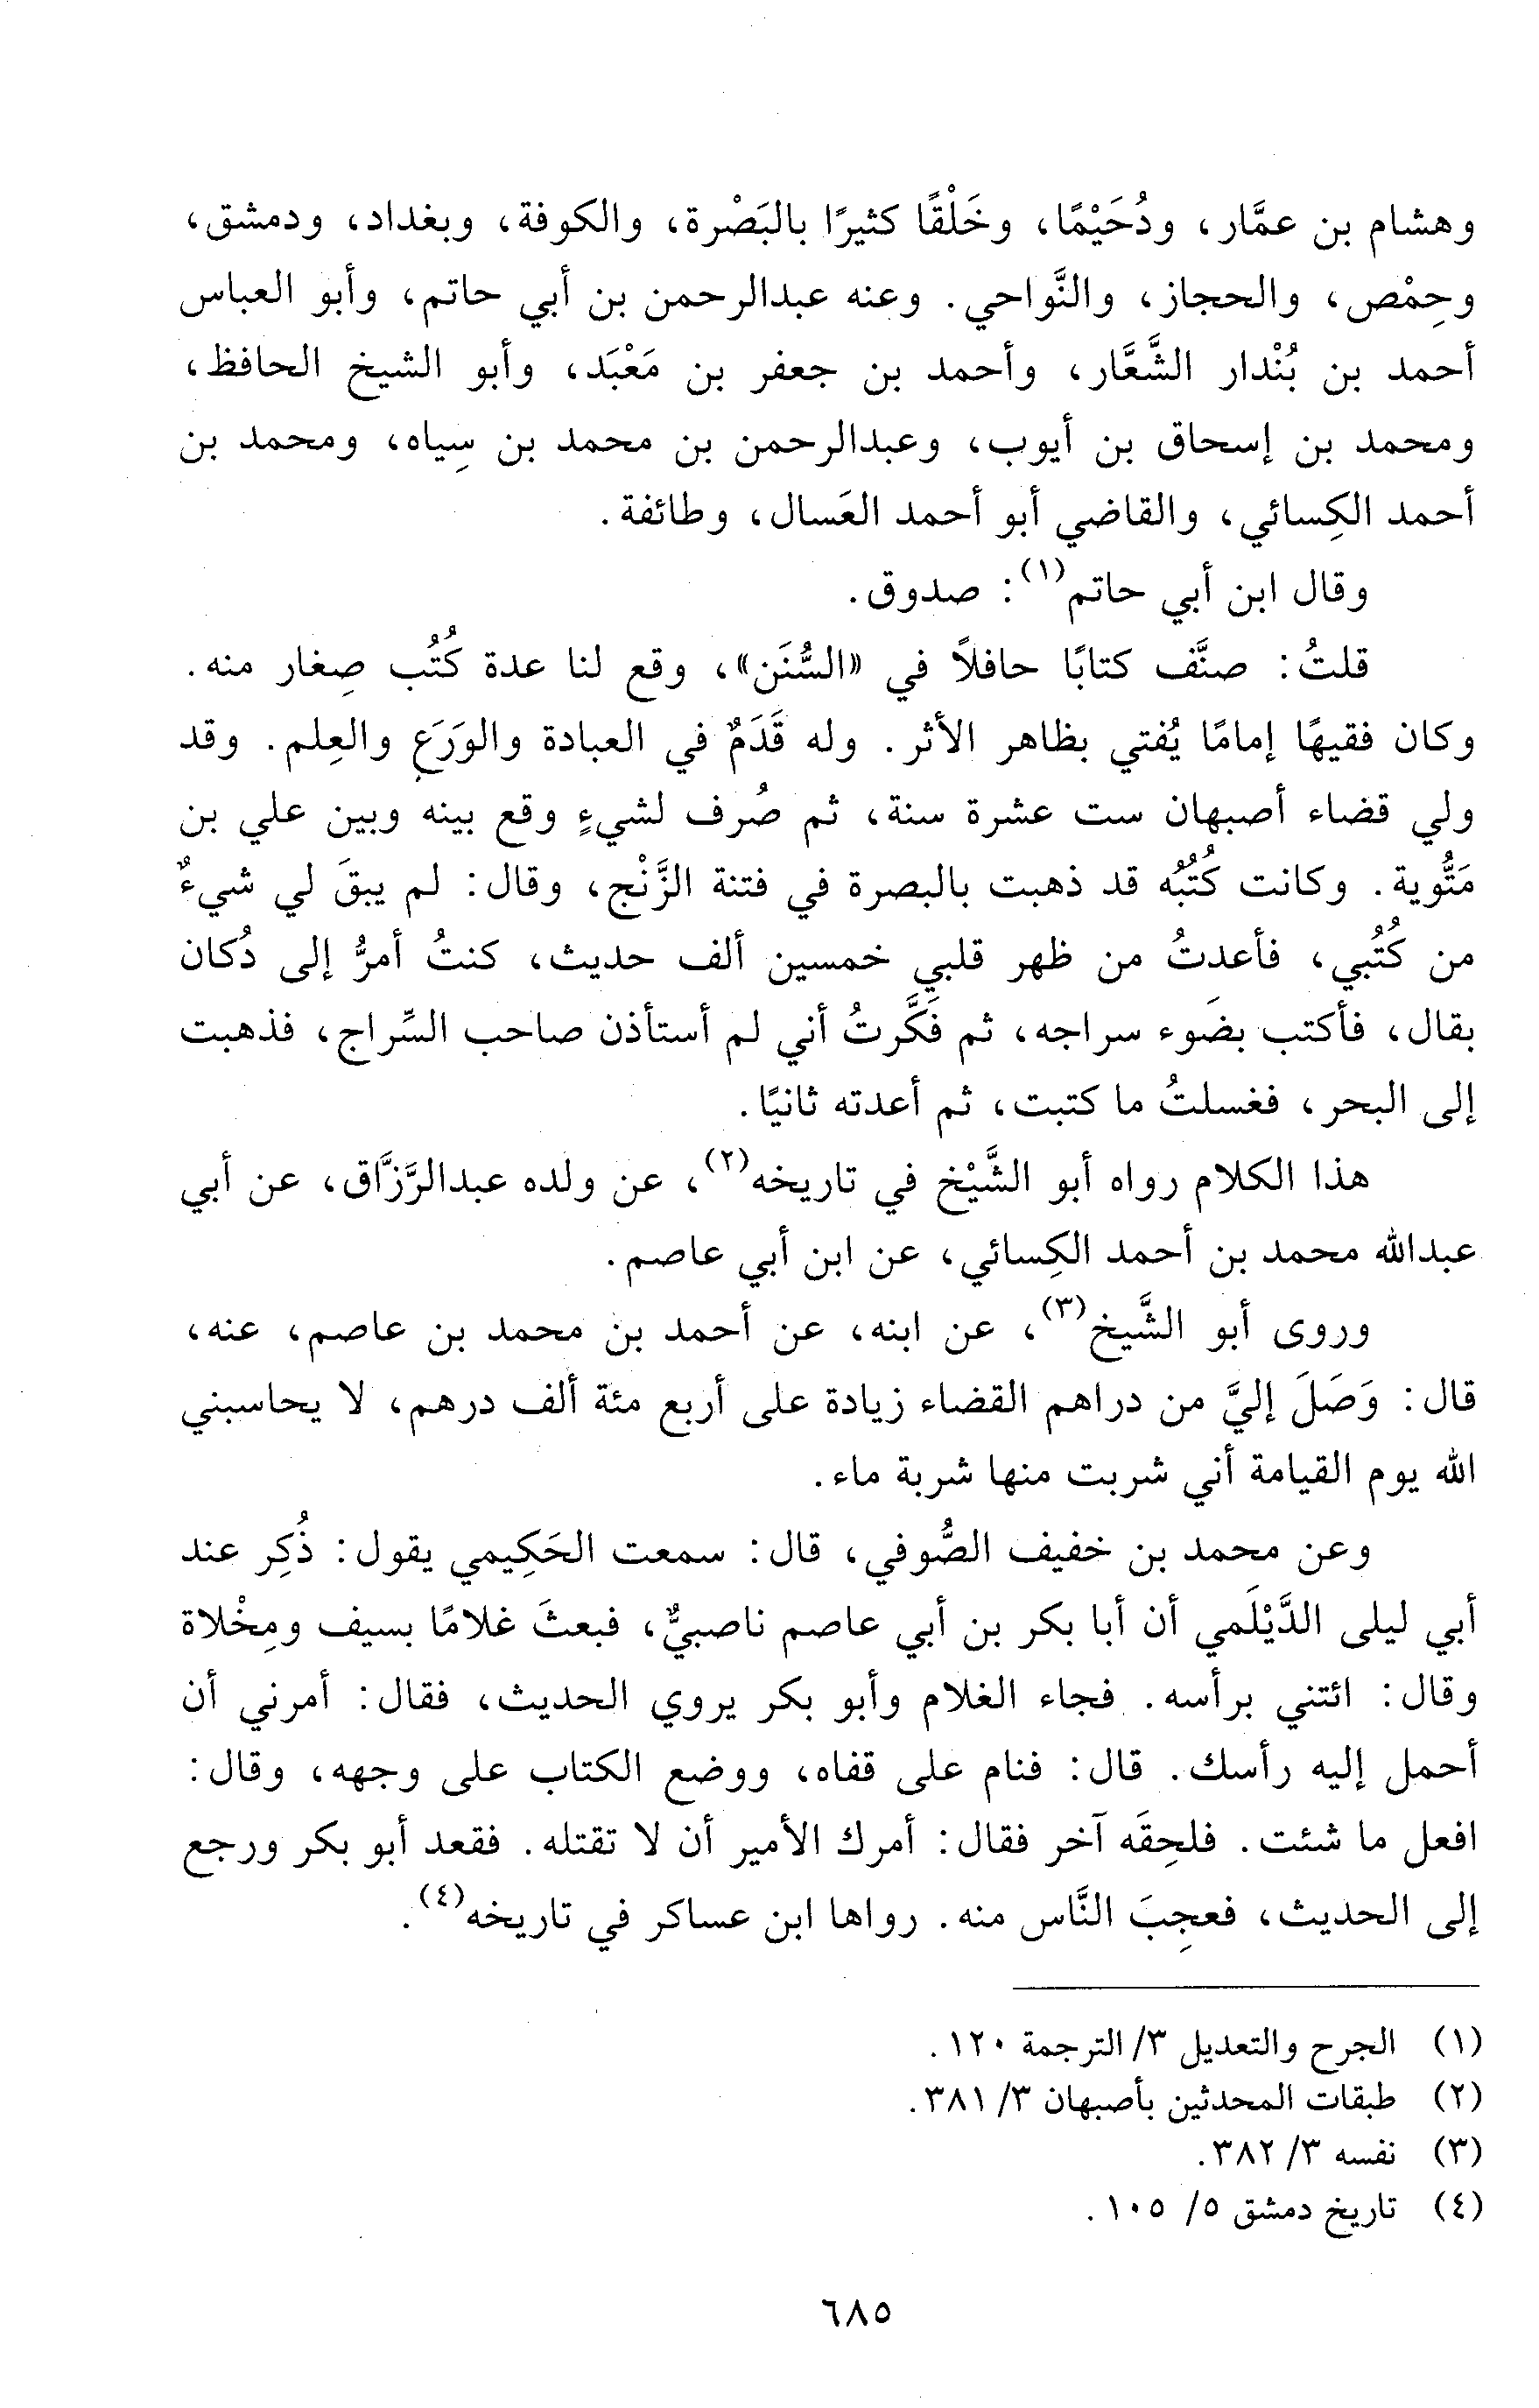 وهشام بن عمَّار، ودُحَيْمًا، وخَلْقًا كثيرًا بالبَصْرة، والكوفة، وبغداد، ودمشق،
وحِمْص، والحجاز، والنَّواحي. وعنه عبدالرحمن بن أبي حاتم، وأبو العباس
أحمد بن بُنْدار الشَّعَّار، وأحمد بن جعفر بن مَعْبَد، وأبو الشيخ الحافظ،
ومحمد بن إسحاق بن أيوب، وعبدالرحمن بن محمد بن سِياه، ومحمد بن
أحمد الكِسائي، والقاضي أبو أحمد العَسال، وطائفة.
وقال ابن أبي حاتم(١): صدوق.
قلتُ: صنَّف كتابًا حافلاً في «السُّنَن»، وقع لنا عدة كُتُب صِغار منه.
وكان فقيهًا إمامًا يُفتي بظاهر الأثر. وله قَدَمٌ في العبادة والوَرَعِ والعِلم. وقد
ولي قضاء أصبهان ست عشرة سنة، ثم صُرف لشيءٍ وقع بينه وبين علي بن
مَتُّوية. وكانت كُتُبُه قد ذهبت بالبصرة في فتنة الزَّنْج، وقال: لم يبقَ لي شيءٌ
من كُتُبي، فأعدتُ من ظهر قلبي خمسين ألف حديث، كنتُ أمرُّ إلى دُكان
بقال، فأكتب بضَوء سراجه، ثم فَكَّرتُ أني لم أستأذن صاحب السِّراج، فذهبت
إلى البحر، فغسلتُ ما كتبت، ثم أعدته ثانيًا.
هذا الكلام رواه أبو الشَّيْخ في تاريخه(٢)، عن ولده عبدالرَّزَّاق، عن أبي
عبدالله محمد بن أحمد الكِسائي، عن ابن أبي عاصم.
وروى أبو الشَّيخ(٣)، عن ابنه، عن أحمد بن محمد بن عاصم، عنه،
قال: وَصَلَ إليَّ من دراهم القضاء زيادة على أربع مئة ألف درهم، لا يحاسبني
الله يوم القيامة أني شربت منها شربة ماء.
وعن محمد بن خفيف الصُّوفي، قال: سمعت الحَكِيمي يقول: ذُكِر عند
أبي ليلى الدَّيْلَمي أن أبا بكر بن أبي عاصم ناصبيٌّ، فبعثَ غلامًا بسيف ومِخْلاة
وقال: ائتني برأسه. فجاء الغلام وأبو بكر يروي الحديث، فقال: أمرني أن
أحمل إليه رأسك. قال: فنام على قفاه، ووضع الكتاب على وجهه، وقال:
افعل ما شئت. فلحِقَه آخر فقال: أمرك الأمير أن لا تقتله. فقعد أبو بكر ورجع
إلى الحديث، فعجِبَ النَّاس منه. رواها ابن عساكر في تاريخه(٤).
(١) الجرح والتعديل ٣/ الترجمة ١٢٠.
(٢) طبقات المحدثين بأصبهان ٣/ ٣٨١.
(٣) نفسه ٣/ ٣٨٢.
(٤) تاريخ دمشق ٥/ ١٠٥.
٦٨٥